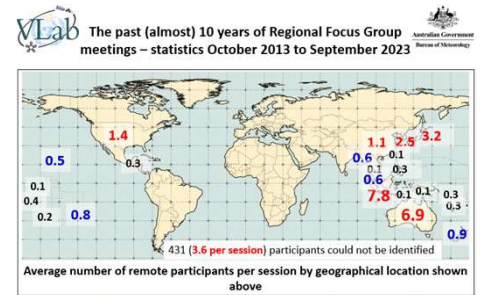 VLab
The past (almost) 10 years of Regional Focus Group
meetings – statistics October 2013 to September 2023
Australian Government
Bureau of Meteorology
1.4
1.1 2.5 3.2
0.5
0.3
0.6 0.1
0.1 0.3
0.6
0.1
0.4
0.2 0.8
7.8 0.1 0.1 0.3
0.3
6.9
0.9
431 (3.6 per session) participants could not be identified
Average number of remote participants per session by geographical location shown
above